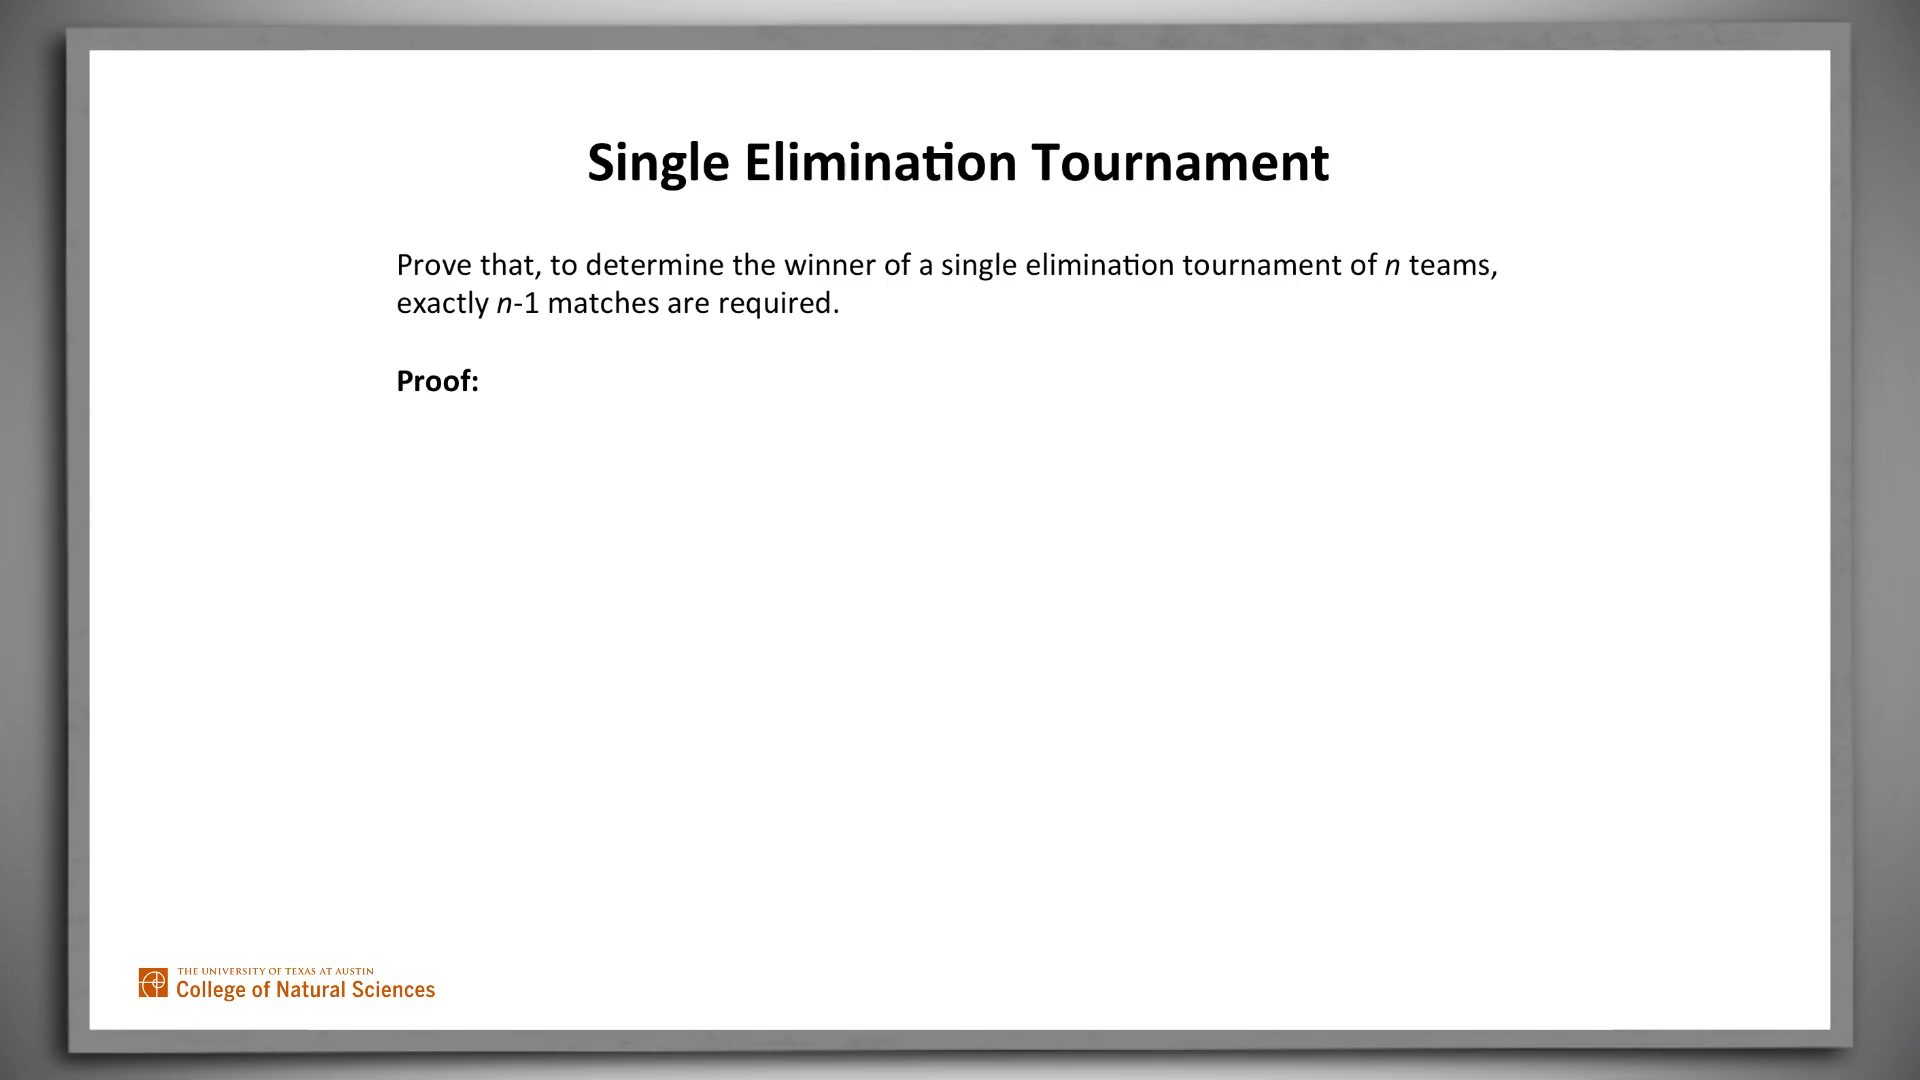 Single Elimination Tournament
Prove that, to determine the winner of a single elimination tournament of n teams,
exactly n-1 matches are required.
Proof:
THE UNIVERSITY OF TEXAS AT AUSTIN
College of Natural Sciences